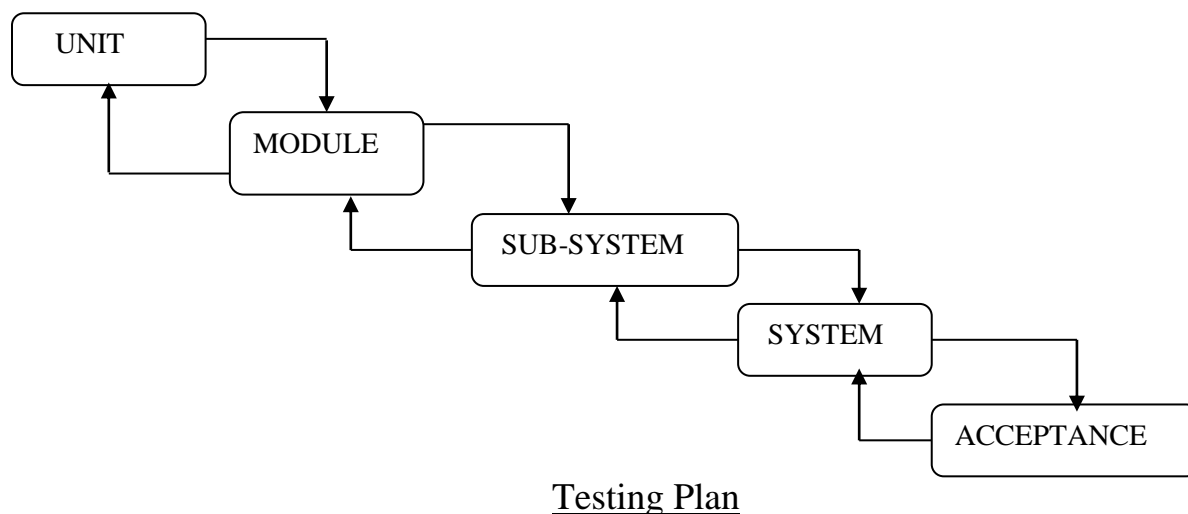 UNIT
MODULE
SUB-SYSTEM
SYSTEM
ACCEPTANCE
Testing Plan